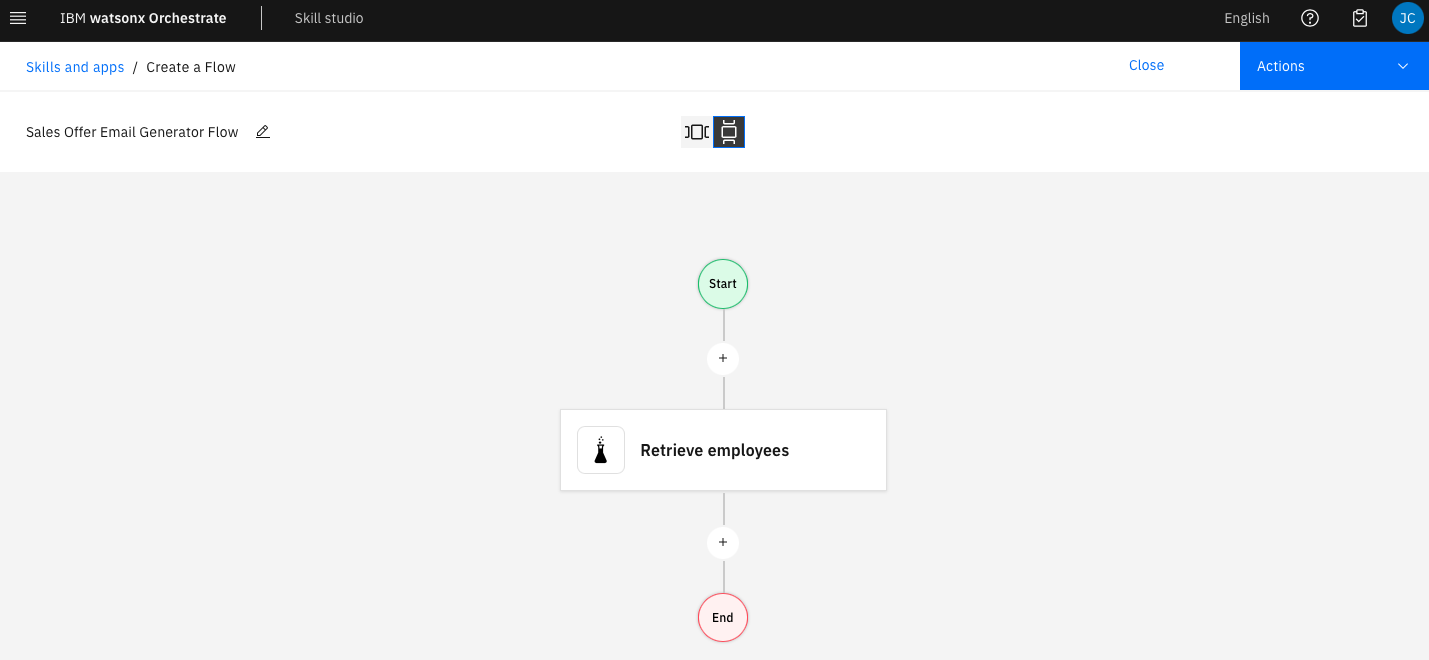 IBM watsonx Orchestrate Skill studio English JC
Skills and apps / Create a Flow Close Actions
Sales Offer Email Generator Flow
Start
+
Retrieve employees
+
End